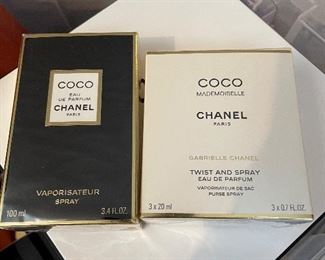 COCO
EAU
DE PARFUM
CHANEL
PARIS
VAPORISATEUR
SPRAY
100 ml
3.4 FL.OZ.
COCO
MADEMOISELLE
CHANEL
PARIS
GABRIELLE CHANEL
TWIST AND SPRAY
EAU DE PARFUM
VAPORISATEUR DE SAC
PURSE SPRAY
3 x 20 ml
3 x 0.7 FL.OZ.